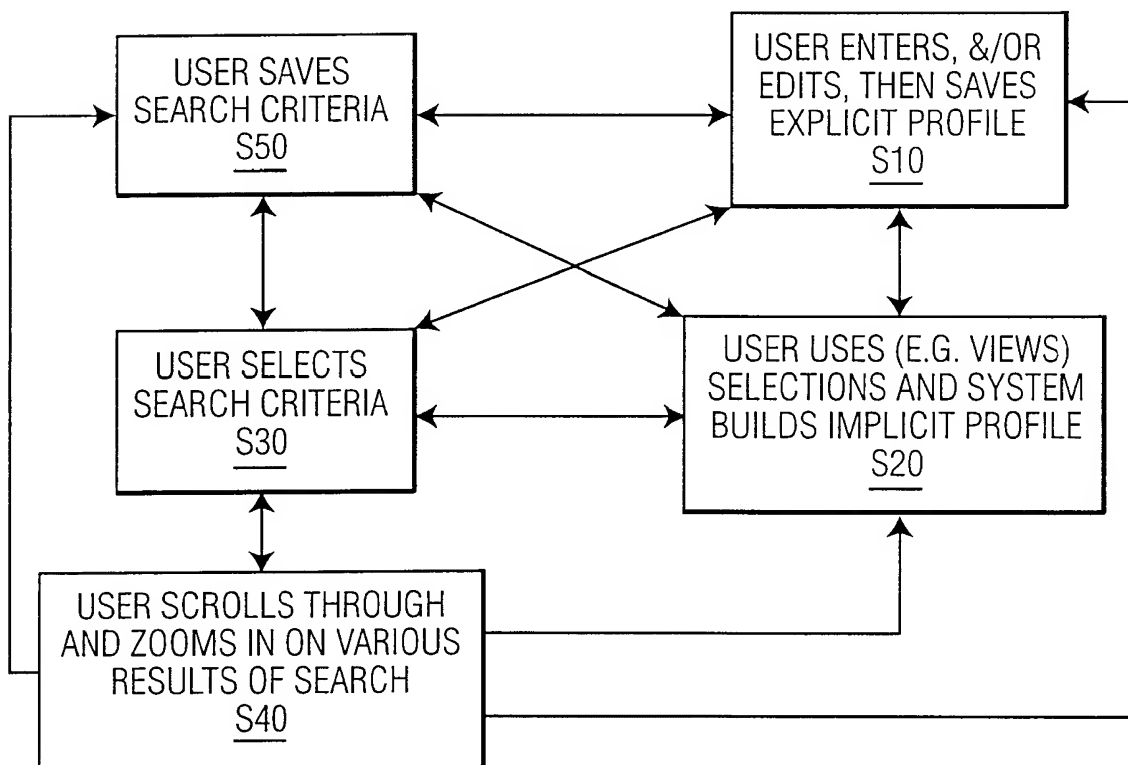 USER SAVES
SEARCH CRITERIA
S50
USER ENTERS, &/OR
EDITS, THEN SAVES
EXPLICIT PROFILE
S10
USER SELECTS
SEARCH CRITERIA
S30
USER USES (E.G. VIEWS)
SELECTIONS AND SYSTEM
BUILDS IMPLICIT PROFILE
S20
USER SCROLLS THROUGH
AND ZOOMS IN ON VARIOUS
RESULTS OF SEARCH
S40